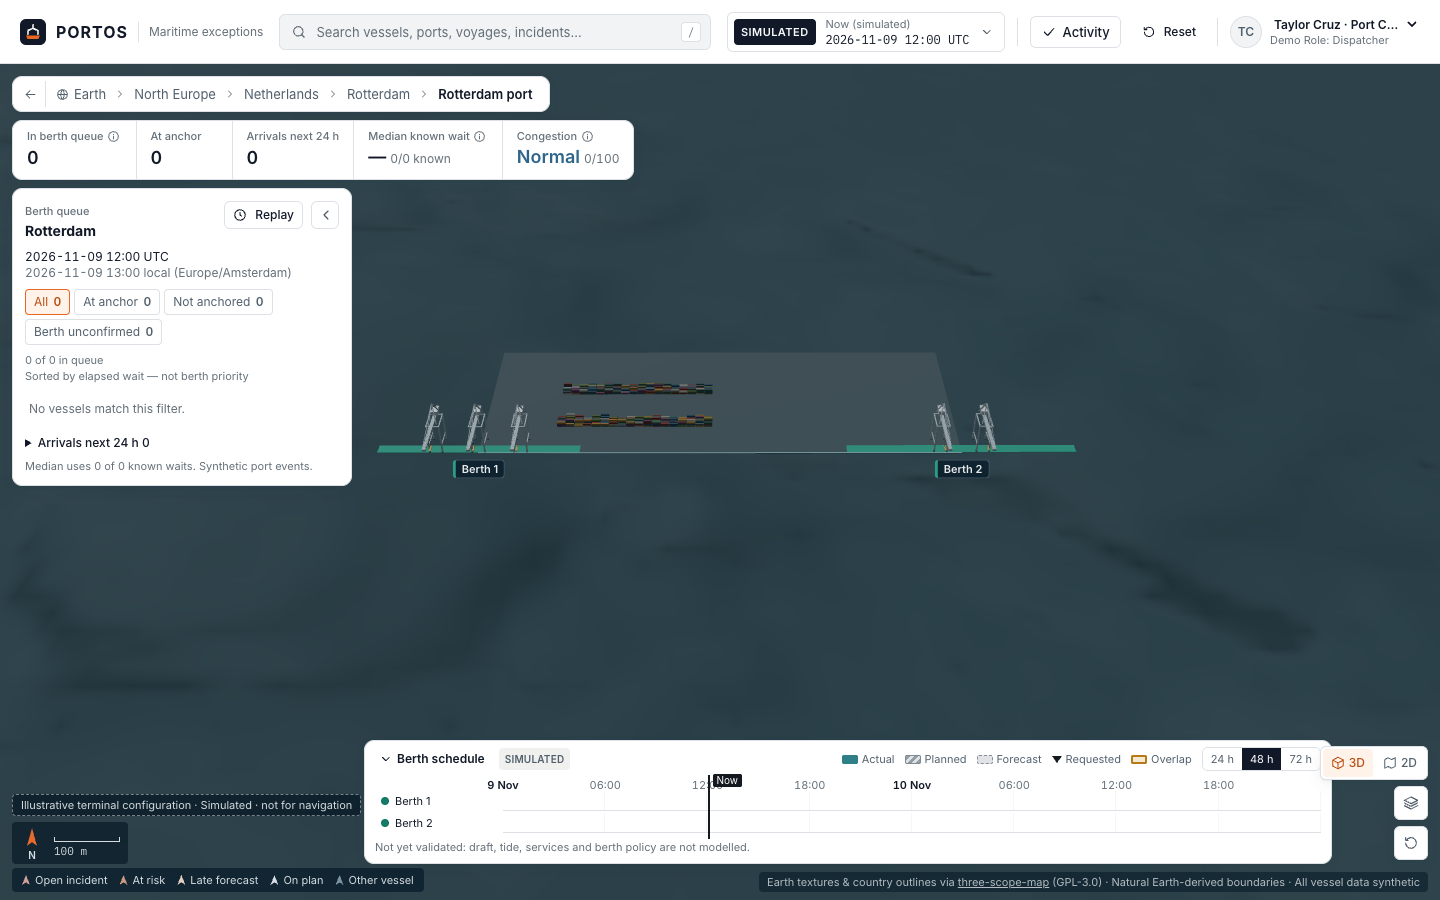 PORTOS
Maritime exceptions
Search vessels, ports, voyages, incidents...
/
SIMULATED
Now (simulated)
2026-11-09 12:00 UTC
Activity
Reset
TC
Taylor Cruz · Port C...
Demo Role: Dispatcher
Earth
North Europe
Netherlands
Rotterdam
Rotterdam port
In berth queue
0
At anchor
0
Arrivals next 24 h
0
Median known wait
— 0/0 known
Congestion
Normal 0/100
Berth queue
Rotterdam
Replay
2026-11-09 12:00 UTC
2026-11-09 13:00 local (Europe/Amsterdam)
All 0
At anchor 0
Not anchored 0
Berth unconfirmed 0
0 of 0 in queue
Sorted by elapsed wait — not berth priority
No vessels match this filter.
Arrivals next 24 h 0
Median uses 0 of 0 known waits. Synthetic port events.
Berth 1
Berth 2
Berth schedule
SIMULATED
Actual
Planned
Forecast
Requested
Overlap
24 h
48 h
72 h
3D
2D
9 Nov
06:00
12:00
Now
18:00
10 Nov
06:00
12:00
18:00
Berth 1
Berth 2
Not yet validated: draft, tide, services and berth policy are not modelled.
Illustrative terminal configuration · Simulated · not for navigation
N
100 m
Open incident
At risk
Late forecast
On plan
Other vessel
Earth textures & country outlines via three-scope-map (GPL-3.0) · Natural Earth-derived boundaries · All vessel data synthetic